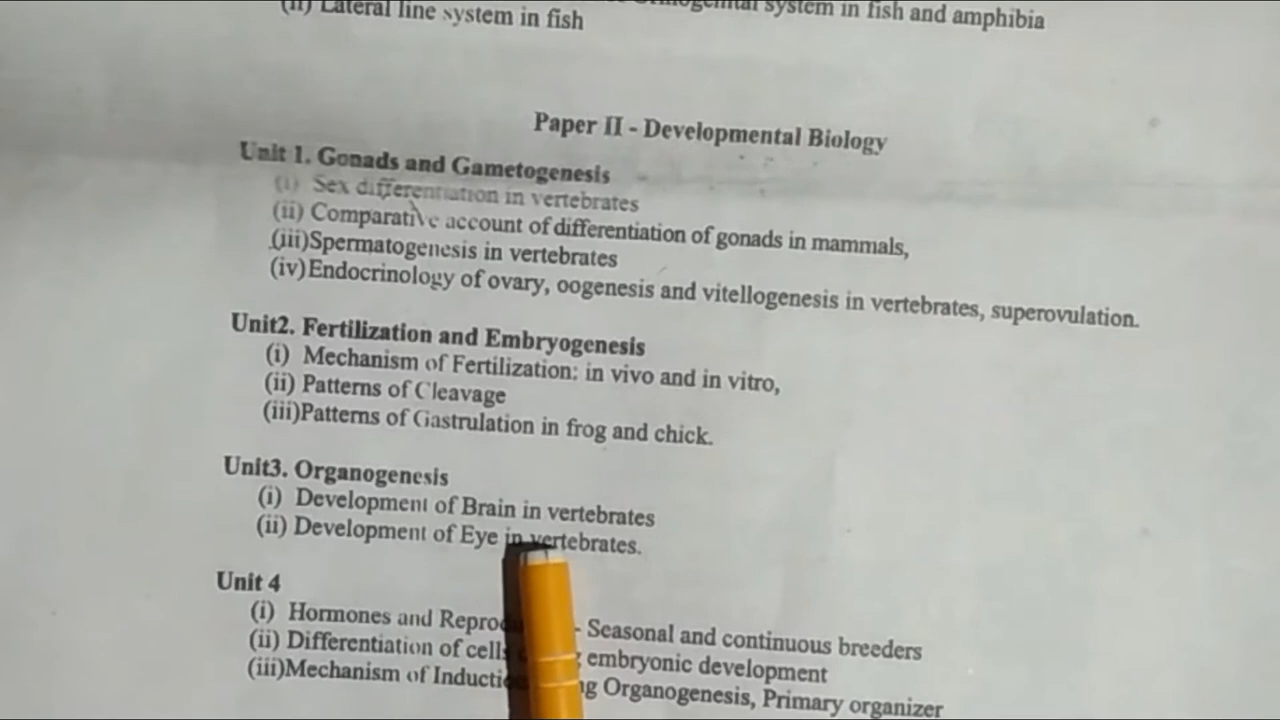 system in fish and amphibia
(ii) Lateral line system in fish
Paper II - Developmental Biology
Unit 1. Gonads and Gametogenesis
(i) Sex differentiation in vertebrates
(ii) Comparative account of differentiation of gonads in mammals,
(iii)Spermatogenesis in vertebrates
(iv)Endocrinology of ovary, oogenesis and vitellogenesis in vertebrates, superovulation.
Unit2. Fertilization and Embryogenesis
(i) Mechanism of Fertilization: in vivo and in vitro,
(ii) Patterns of Cleavage
(iii)Patterns of Gastrulation in frog and chick.
Unit3. Organogenesis
(i) Development of Brain in vertebrates
(ii) Development of Eye in vertebrates.
Unit 4
(i) Hormones and - Seasonal and continuous breeders
(ii) Differentiation of embryonic development
(iii)Mechanism of Organogenesis, Primary organizer